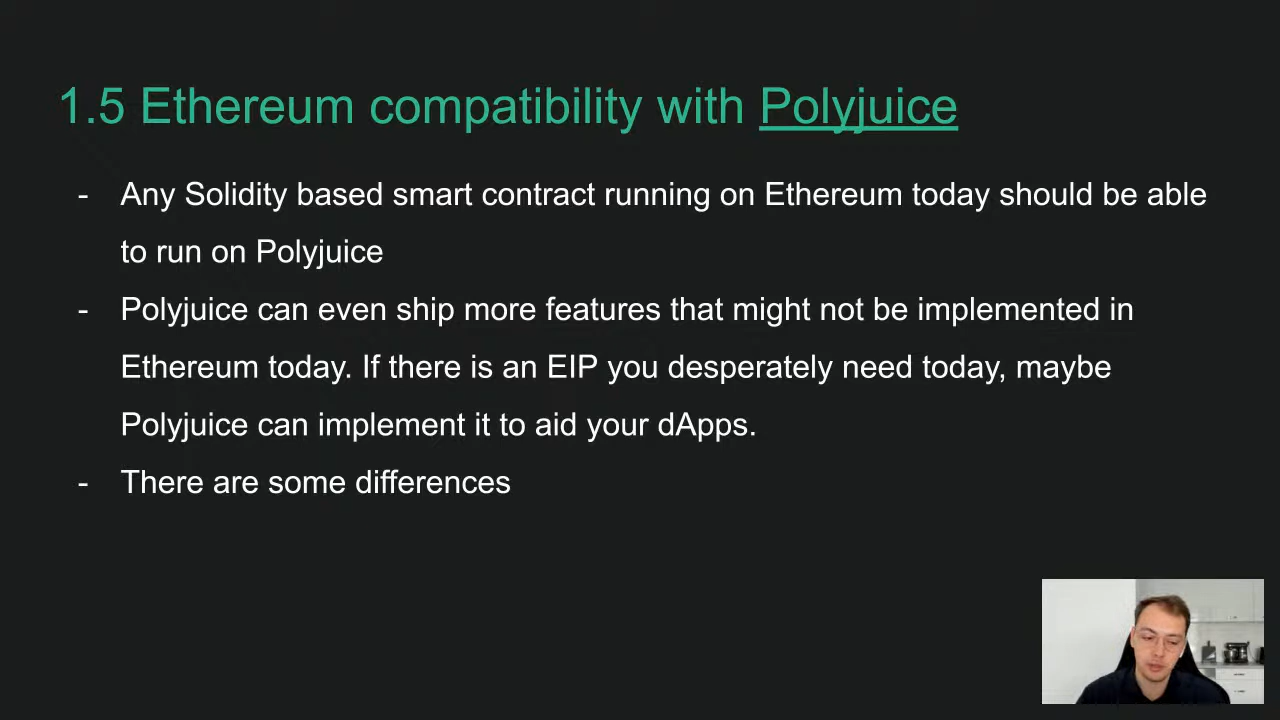 1.5 Ethereum compatibility with Polyjuice
- Any Solidity based smart contract running on Ethereum today should be able
to run on Polyjuice
- Polyjuice can even ship more features that might not be implemented in
Ethereum today. If there is an EIP you desperately need today, maybe
Polyjuice can implement it to aid your dApps.
- There are some differences